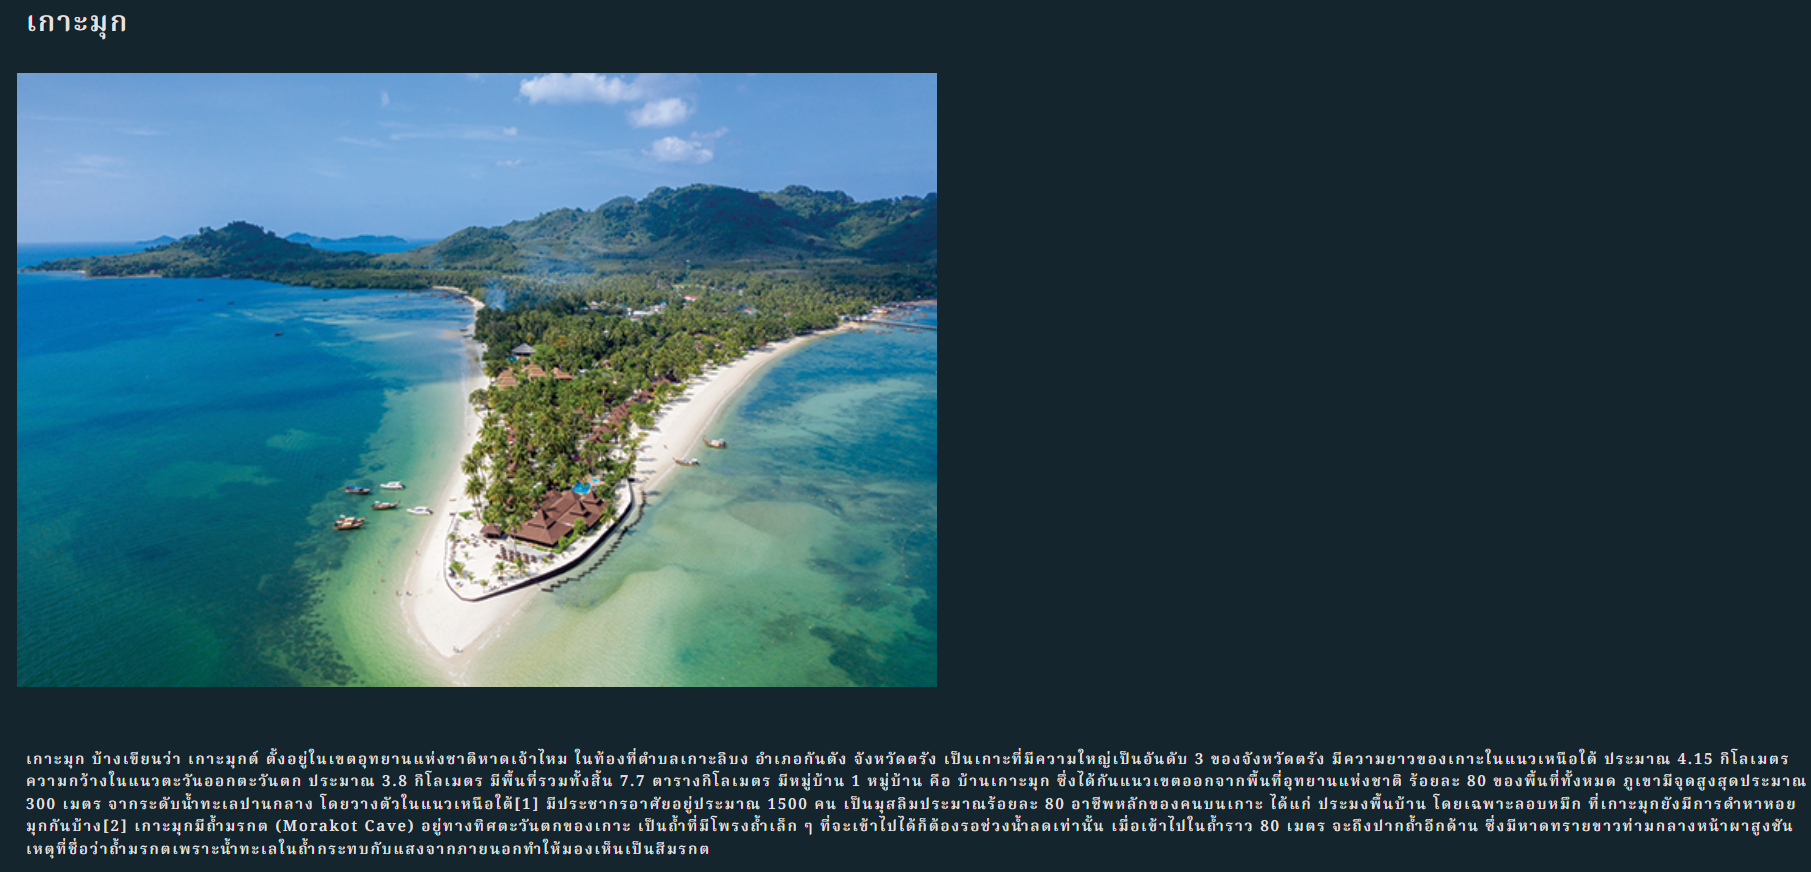 เกาะมุก
เกาะมุก บ้างเขียนว่า เกาะมุกต์ ตั้งอยู่ในเขตอุทยานแห่งชาติหาดเจ้าไหม ในท้องที่ตำบลเกาะลิบง อำเภอกันตัง จังหวัดตรัง เป็นเกาะที่มีความใหญ่เป็นอันดับ 3 ของจังหวัดตรัง มีความยาวของเกาะในแนวเหนือใต้ ประมาณ 4.15 กิโลเมตร
ความกว้างในแนวตะวันออกตะวันตก ประมาณ 3.8 กิโลเมตร มีพื้นที่รวมทั้งสิ้น 7.7 ตารางกิโลเมตร มีหมู่บ้าน 1 หมู่บ้าน คือ บ้านเกาะมุก ซึ่งได้กันแนวเขตออกจากพื้นที่อุทยานแห่งชาติ ร้อยละ 80 ของพื้นที่ทั้งหมด ภูเขามีจุดสูงสุดประมาณ
300 เมตร จากระดับน้ำทะเลปานกลาง โดยวางตัวในแนวเหนือใต้[1] มีประชากรอาศัยอยู่ประมาณ 1500 คน เป็นมุสลิมประมาณร้อยละ 80 อาชีพหลักของคนบนเกาะ ได้แก่ ประมงพื้นบ้าน โดยเฉพาะลอบหมึก ที่เกาะมุกยังมีการดำหาหอย
มุกกันบ้าง[2] เกาะมุกมีถ้ำมรกต (Morakot Cave) อยู่ทางทิศตะวันตกของเกาะ เป็นถ้ำที่มีโพรงถ้ำเล็ก ๆ ที่จะเข้าไปได้ก็ต้องรอช่วงน้ำลดเท่านั้น เมื่อเข้าไปในถ้ำราว 80 เมตร จะถึงปากถ้ำอีกด้าน ซึ่งมีหาดทรายขาวท่ามกลางหน้าผาสูงชัน
เหตุที่ชื่อว่าถ้ำมรกตเพราะน้ำทะเลในถ้ำกระทบกับแสงจากภายนอกทำให้มองเห็นเป็นสีมรกต